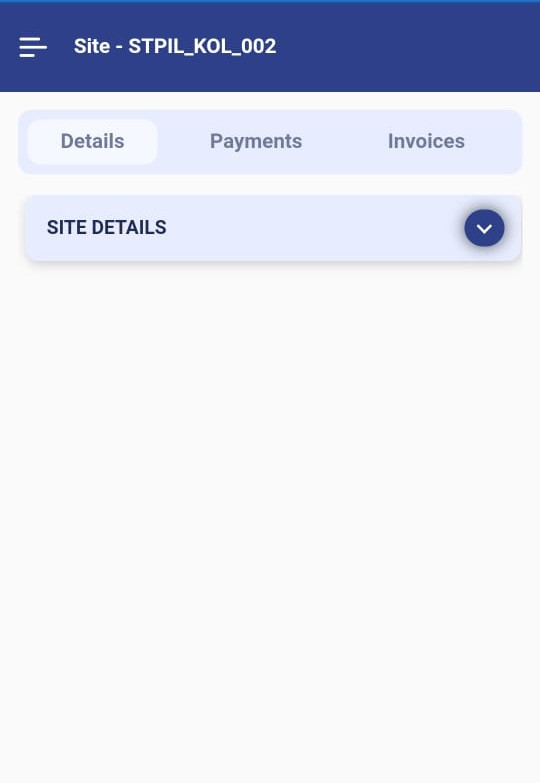 Site - STPIL_KOL_002
Details Payments Invoices
SITE DETAILS